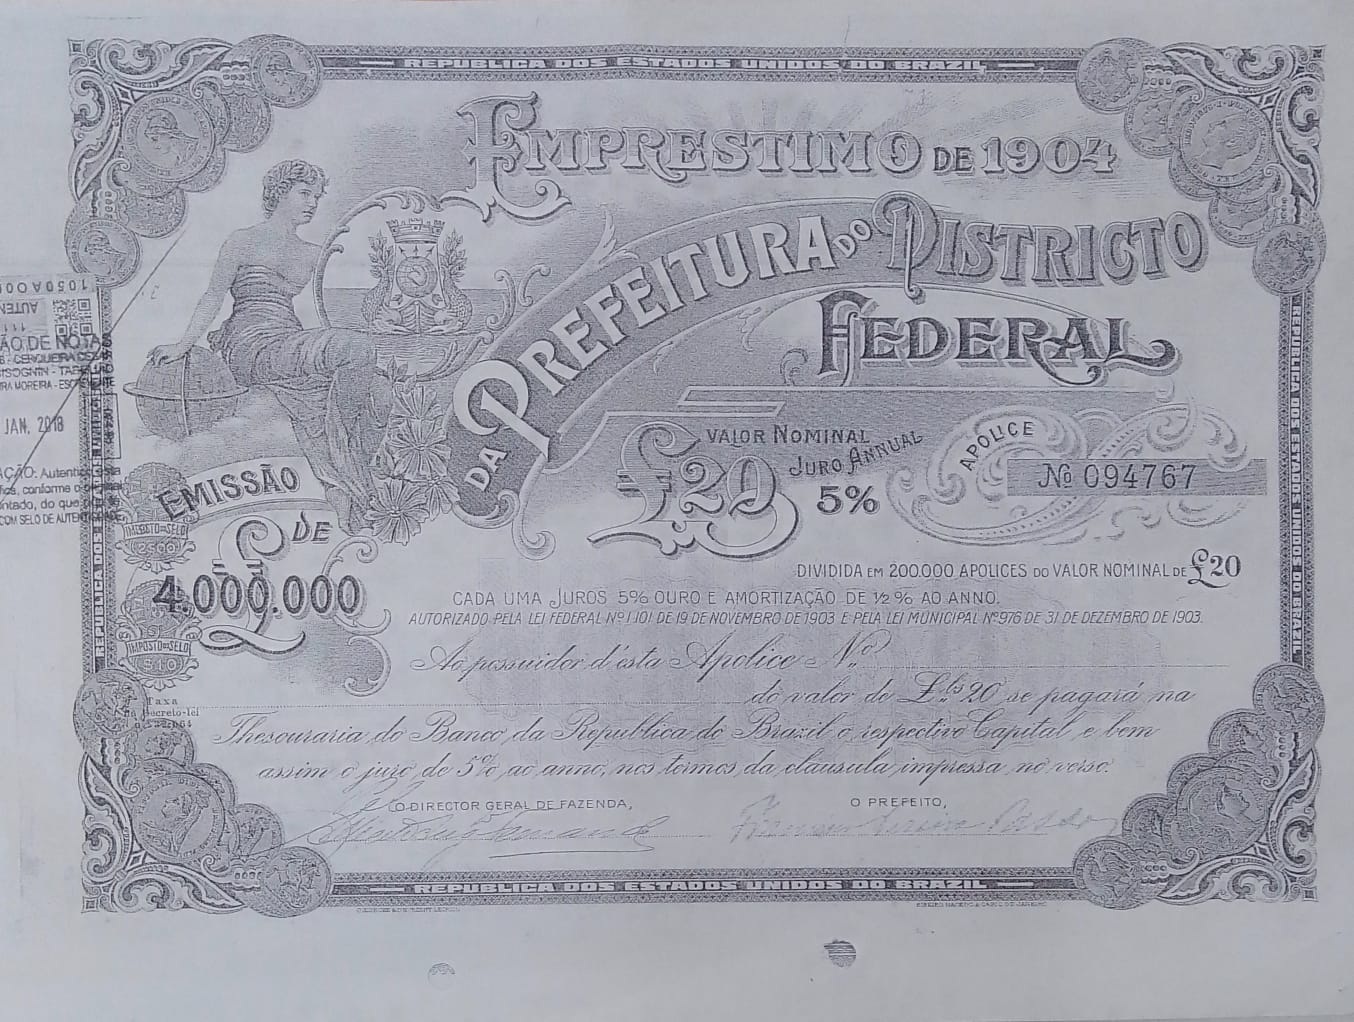 REPUBLICA DOS ESTADOS UNIDOS DO BRAZIL
EMPRESTIMO DE 1904
DA PREFEITURA DO DISTRICTO
FEDERAL
VALOR NOMINAL
£20
JURO ANNUAL
5%
APOLICE
No 094767
EMISSÃO
DE
£
4.000.000
DIVIDIDA EM 200.000 APOLICES DO VALOR NOMINAL DE £20
CADA UMA JUROS 5% OURO E AMORTIZAÇÃO DE ½% AO ANNO.
AUTORIZADO PELA LEI FEDERAL Nº 1.101 DE 19 DE NOVEMBRO DE 1903 E PELA LEI MUNICIPAL Nº 976 DE 31 DE DEZEMBRO DE 1903.
Ao possuidor d'esta Apolice N.º
do valor de £bs 20 se pagará na
Thesouraria do Banco da Republica do Brazil o respectivo Capital e bem
assim o juro de 5% ao anno, nos termos da clausula impressa no verso.
O DIRECTOR GERAL DE FAZENDA,
O PREFEITO,
IMPOSTO DO SELO
IMPOSTO DO SELO
$10
Taxa
REPUBLICA DOS ESTADOS UNIDOS DO BRAZIL
REPUBLICA DOS ESTADOS UNIDOS DO BRAZIL
REPUBLICA DOS
ÃO DE NOTAS
JAN. 2018
COM SELO DE